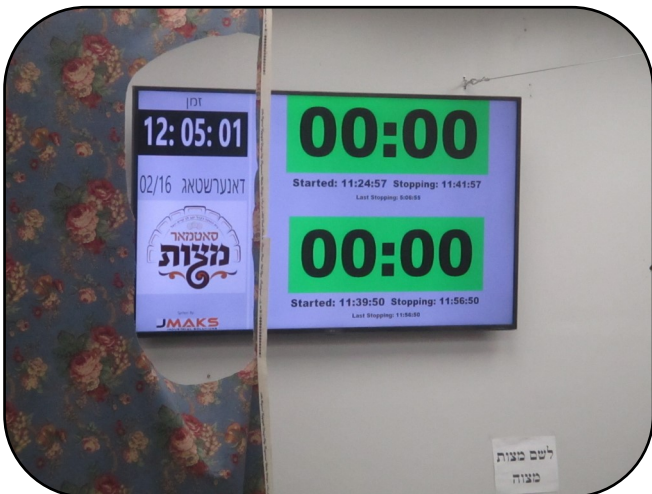 זמן
12:05:01
דאנערשטאג 02/16
סאטמאר
מצות
JMAKS
00:00
Started: 11:24:57 Stopping: 11:41:57
00:00
Started: 11:39:50 Stopping: 11:56:50
Last Stopping: 11:56:50
לשם מצות
מצוה